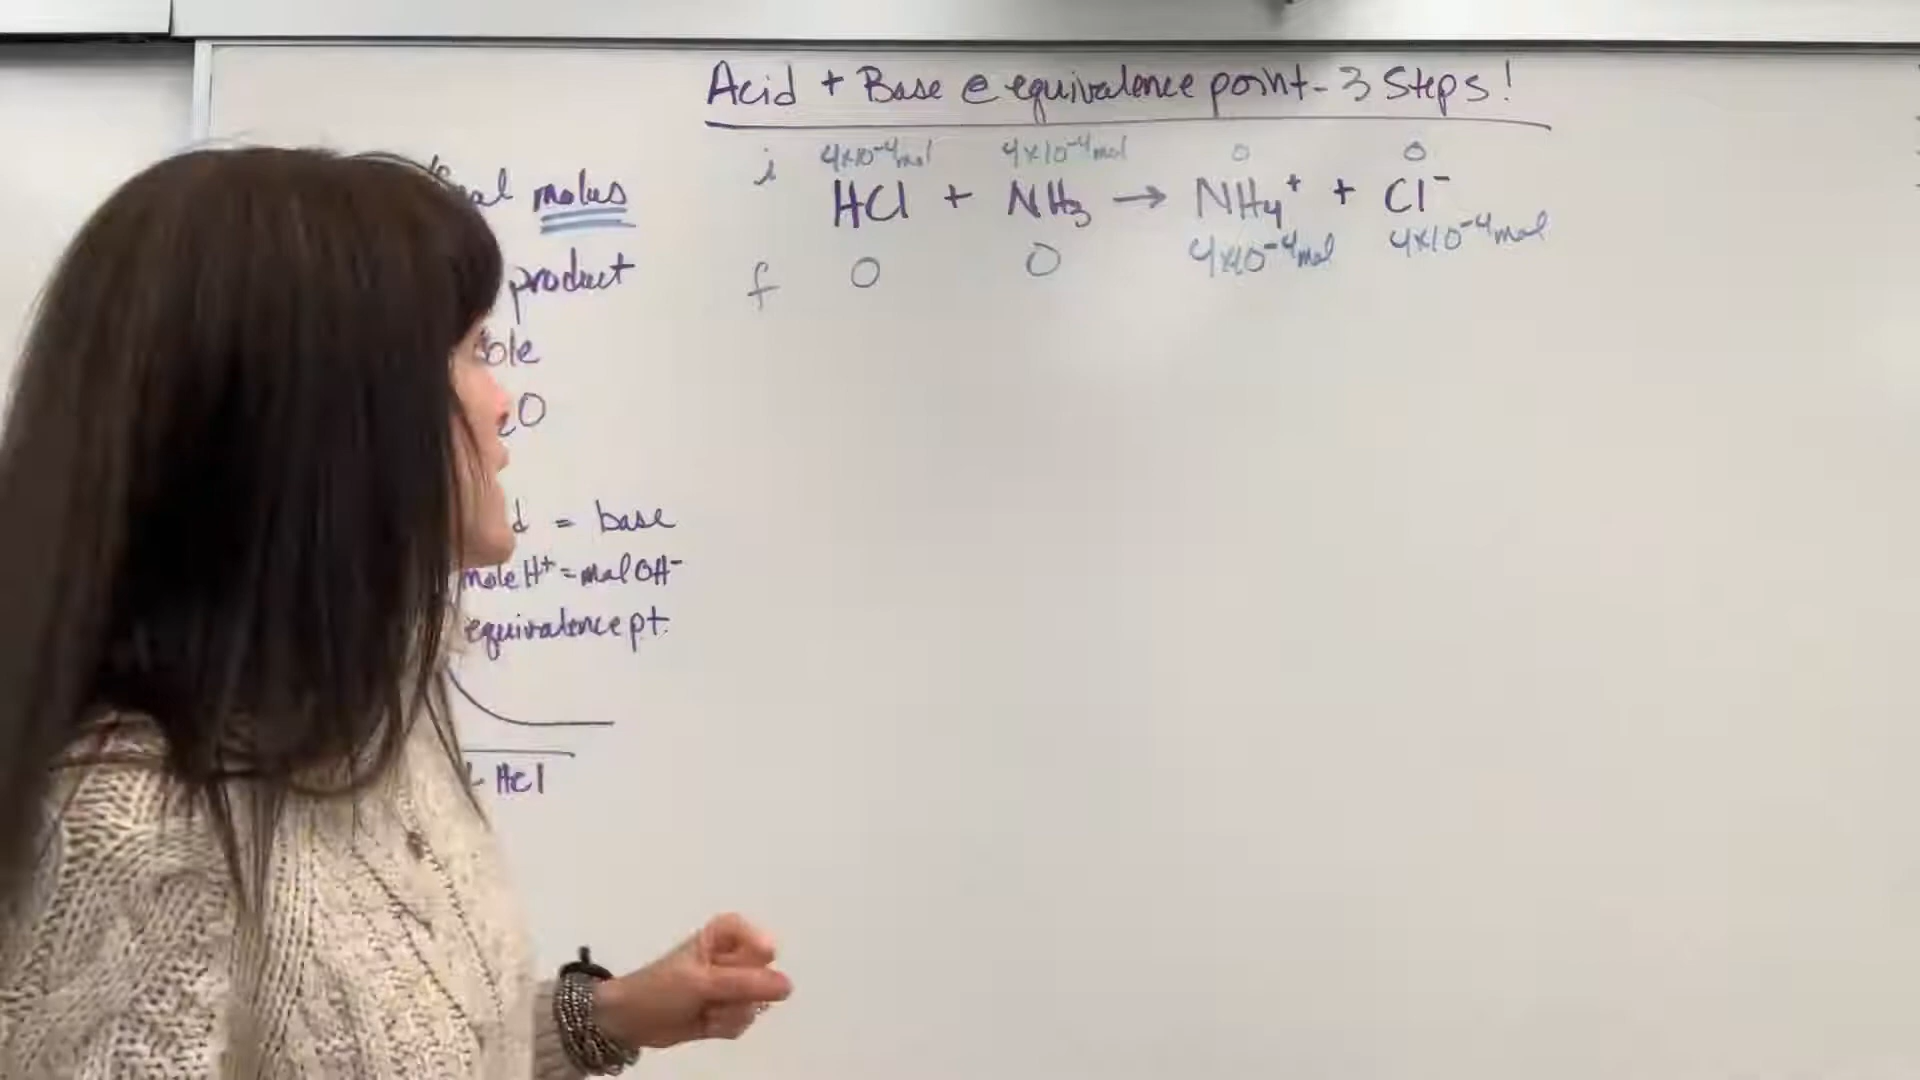 Acid + Base @ equivalence point - 3 Steps!
i 4x10⁻⁴mol 4x10⁻⁴mol 0 0
HCl + NH₃ → NH₄⁺ + Cl⁻
f 0 0 4x10⁻⁴mol 4x10⁻⁴mol
moles
product
= base
mole H⁺ = mol OH⁻
equivalence pt.
HCl